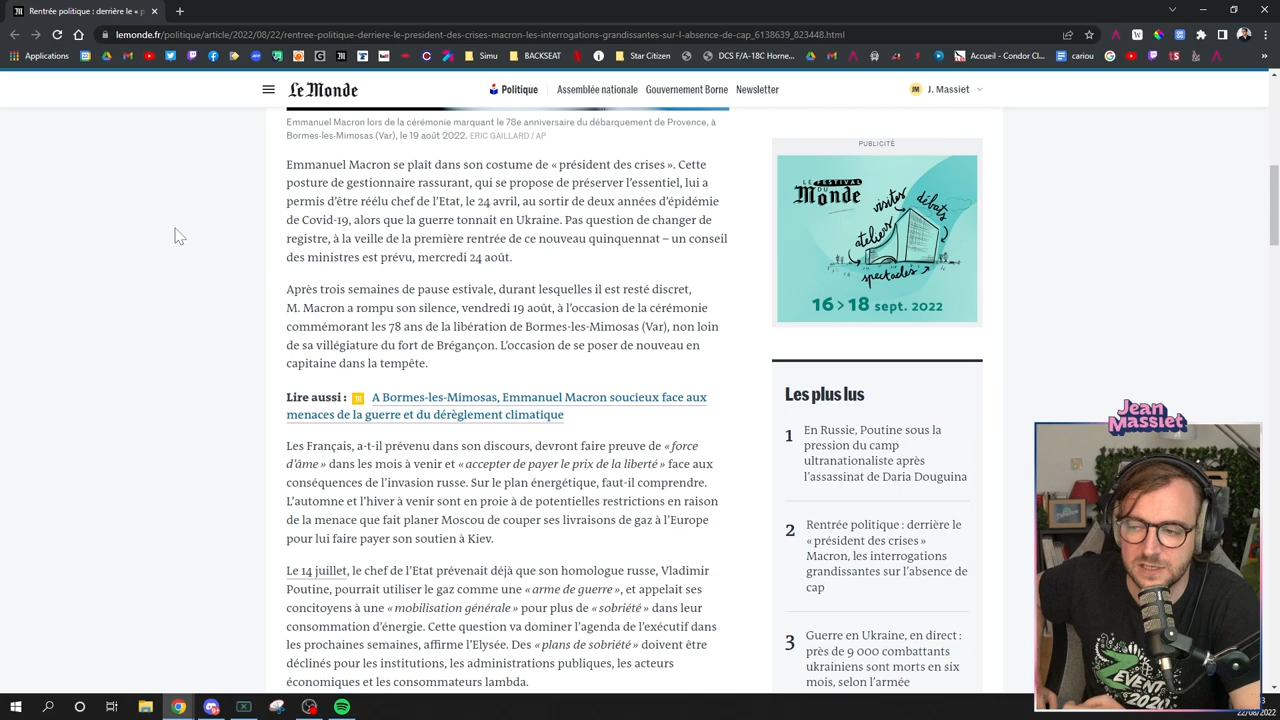 Rentrée politique : derrière le « p
lemonde.fr/politique/article/2022/08/22/rentree-politique-derriere-le-president-des-crises-macron-les-interrogations-grandissantes-sur-l-absence-de-cap_6138639_823448.html
Applications
Simu
BACKSEAT
Star Citizen
DCS F/A-18C Horne...
Accueil - Condor Cl...
cariou
Le Monde
Politique
Assemblée nationale
Gouvernement Borne
Newsletter
JM
J. Massiet
Emmanuel Macron lors de la cérémonie marquant le 78e anniversaire du débarquement de Provence, à
Bormes-les-Mimosas (Var), le 19 août 2022. ERIC GAILLARD / AP
Emmanuel Macron se plaît dans son costume de « président des crises ». Cette
posture de gestionnaire rassurant, qui se propose de préserver l’essentiel, lui a
permis d’être réélu chef de l’Etat, le 24 avril, au sortir de deux années d’épidémie
de Covid-19, alors que la guerre tonnait en Ukraine. Pas question de changer de
registre, à la veille de la première rentrée de ce nouveau quinquennat – un conseil
des ministres est prévu, mercredi 24 août.
Après trois semaines de pause estivale, durant lesquelles il est resté discret,
M. Macron a rompu son silence, vendredi 19 août, à l’occasion de la cérémonie
commémorant les 78 ans de la libération de Bormes-les-Mimosas (Var), non loin
de sa villégiature du fort de Brégançon. L’occasion de se poser de nouveau en
capitaine dans la tempête.
Lire aussi : A Bormes-les-Mimosas, Emmanuel Macron soucieux face aux
menaces de la guerre et du dérèglement climatique
Les Français, a-t-il prévenu dans son discours, devront faire preuve de « force
d’âme » dans les mois à venir et « accepter de payer le prix de la liberté » face aux
conséquences de l’invasion russe. Sur le plan énergétique, faut-il comprendre.
L’automne et l’hiver à venir sont en proie à de potentielles restrictions en raison
de la menace que fait planer Moscou de couper ses livraisons de gaz à l’Europe
pour lui faire payer son soutien à Kiev.
Le 14 juillet, le chef de l’Etat prévenait déjà que son homologue russe, Vladimir
Poutine, pourrait utiliser le gaz comme une « arme de guerre », et appelait ses
concitoyens à une « mobilisation générale » pour plus de « sobriété » dans leur
consommation d’énergie. Cette question va dominer l’agenda de l’exécutif dans
les prochaines semaines, affirme l’Elysée. Des « plans de sobriété » doivent être
déclinés pour les institutions, les administrations publiques, les acteurs
économiques et les consommateurs lambda.
PUBLICITÉ
LE FESTIVAL
DU
Monde
visites
débats
ateliers
spectacles
16 > 18 sept. 2022
Les plus lus
1
En Russie, Poutine sous la
pression du camp
ultranationaliste après
l’assassinat de Daria Douguina
2
Rentrée politique : derrière le
« président des crises »
Macron, les interrogations
grandissantes sur l’absence de
cap
3
Guerre en Ukraine, en direct :
près de 9 000 combattants
ukrainiens sont morts en six
mois, selon l’armée
Jean
Massiet
ZEVENT
2020
22/08/2022